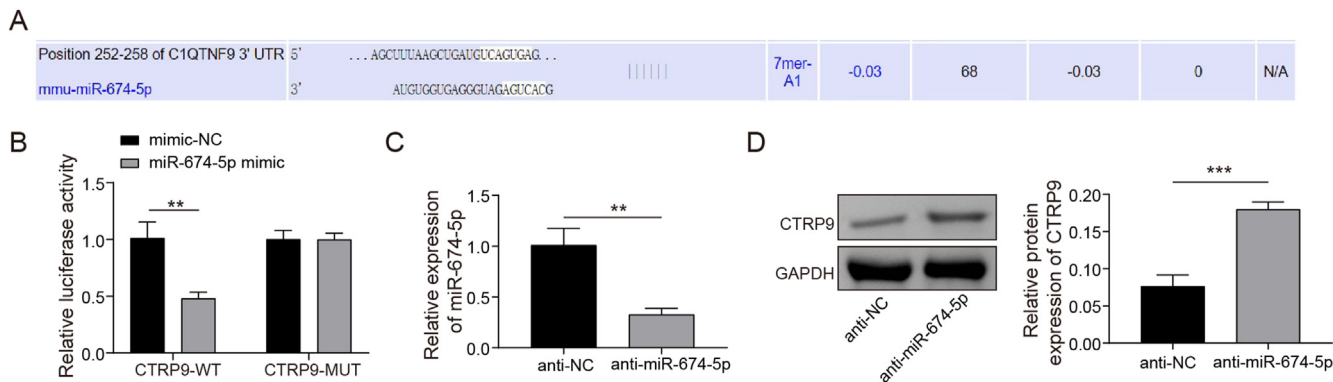 A
Position 252-258 of C1QTNF9 3' UTR 5' ...AGCUUUAAGCUGAUGUCAGUGAG...
mmu-miR-674-5p 3' AUGUGGUGAGGGUAGAGUCACG
7mer-A1 -0.03 68 -0.03 0 N/A
B
mimic-NC
miR-674-5p mimic
Relative luciferase activity
1.5
1.0
0.5
0.0
**
CTRP9-WT CTRP9-MUT
C
Relative expression
of miR-674-5p
1.5
1.0
0.5
0.0
**
anti-NC anti-miR-674-5p
D
CTRP9
GAPDH
anti-NC
anti-miR-674-5p
Relative protein
expression of CTRP9
0.20
0.15
0.10
0.05
0.00
***
anti-NC anti-miR-674-5p